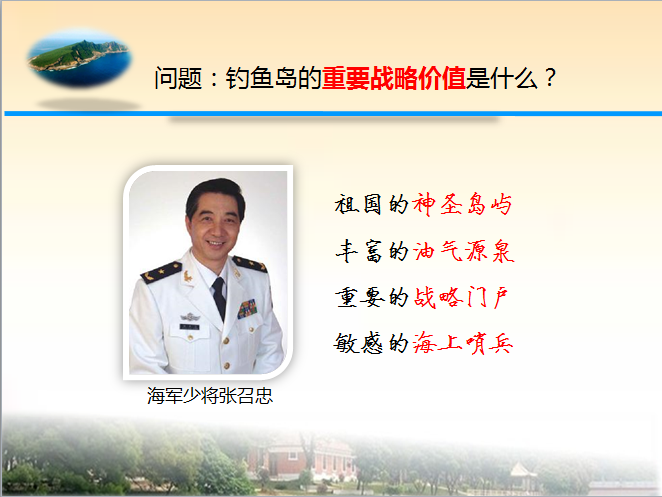 问题：钓鱼岛的重要战略价值是什么？
祖国的神圣岛屿
丰富的油气源泉
重要的战略门户
敏感的海上哨兵
海军少将张召忠